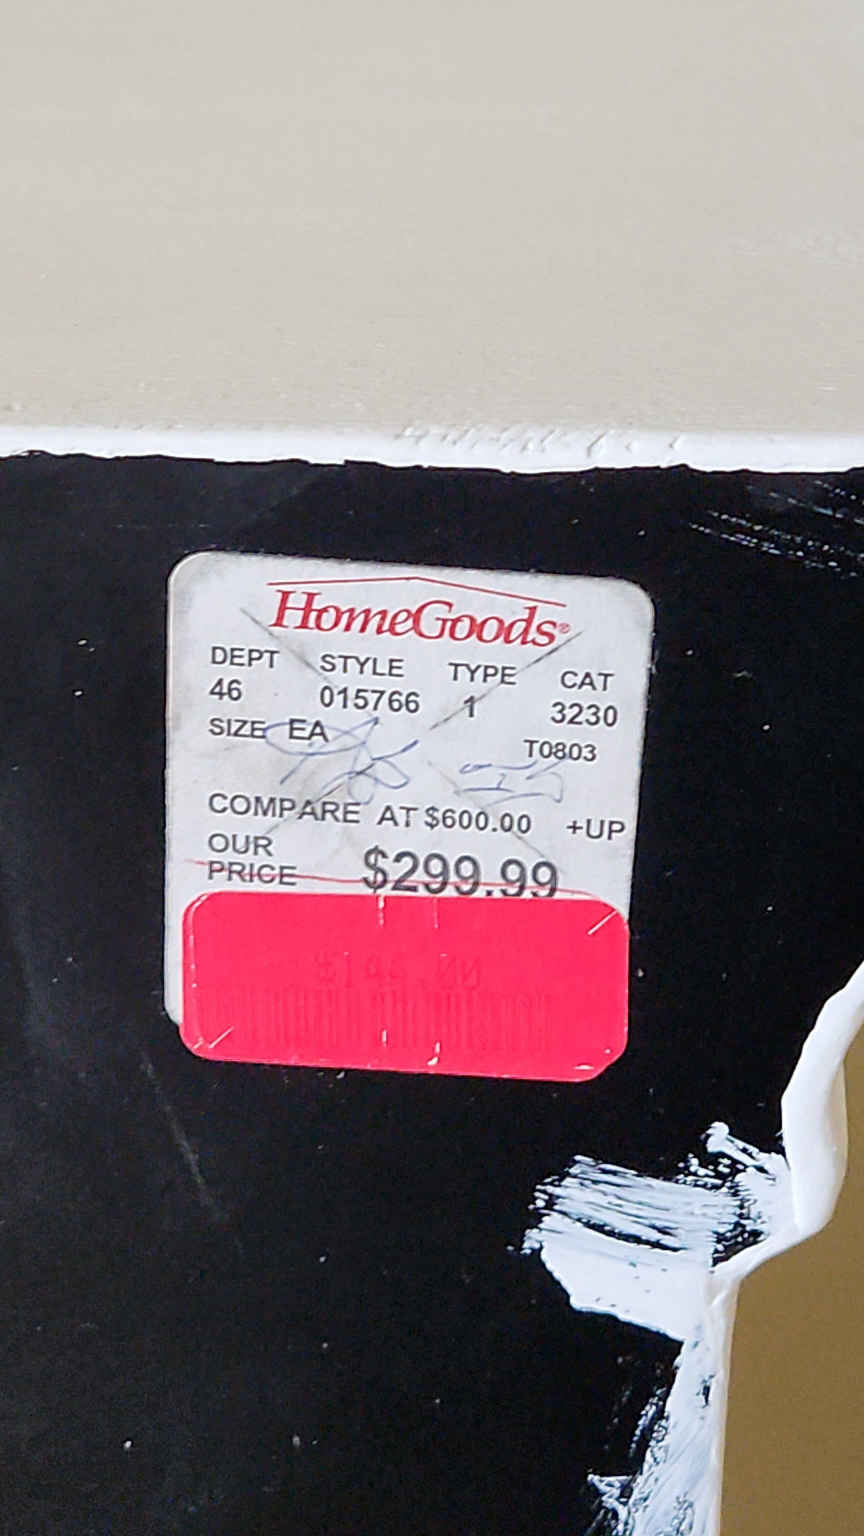 HomeGoods®
DEPT STYLE TYPE CAT
46 015766 1 3230
SIZE EA T0803
COMPARE AT $600.00 +UP
OUR PRICE $299.99